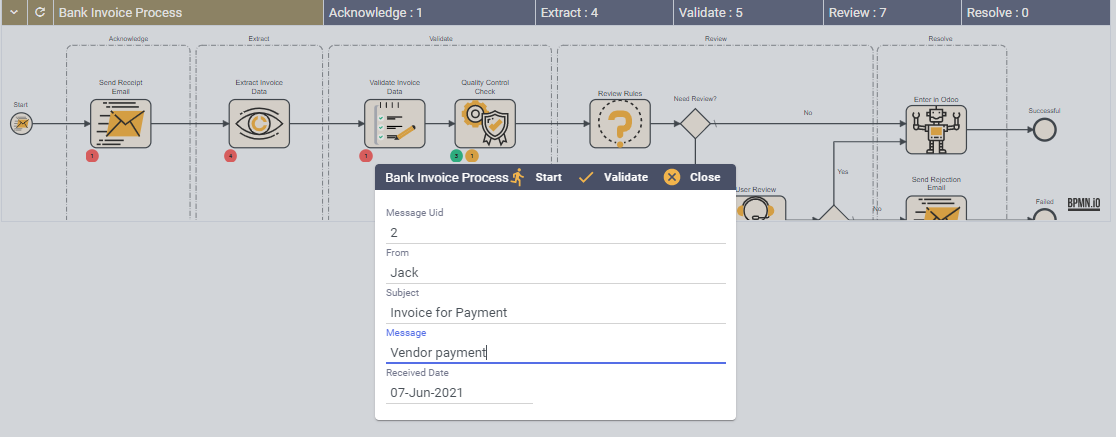 Bank Invoice Process
Acknowledge : 1
Extract : 4
Validate : 5
Review : 7
Resolve : 0
Acknowledge
Extract
Validate
Review
Resolve
Start
Send Receipt
Email
Extract Invoice
Data
Validate Invoice
Data
Quality Control
Check
Review Rules
Need Review?
No
Enter in Odoo
Successful
1
4
1
3
1
User Review
Yes
No
Send Rejection
Email
Failed
BPMN.iO
Bank Invoice Process
Start
Validate
Close
Message Uid
2
From
Jack
Subject
Invoice for Payment
Message
Vendor payment
Received Date
07-Jun-2021